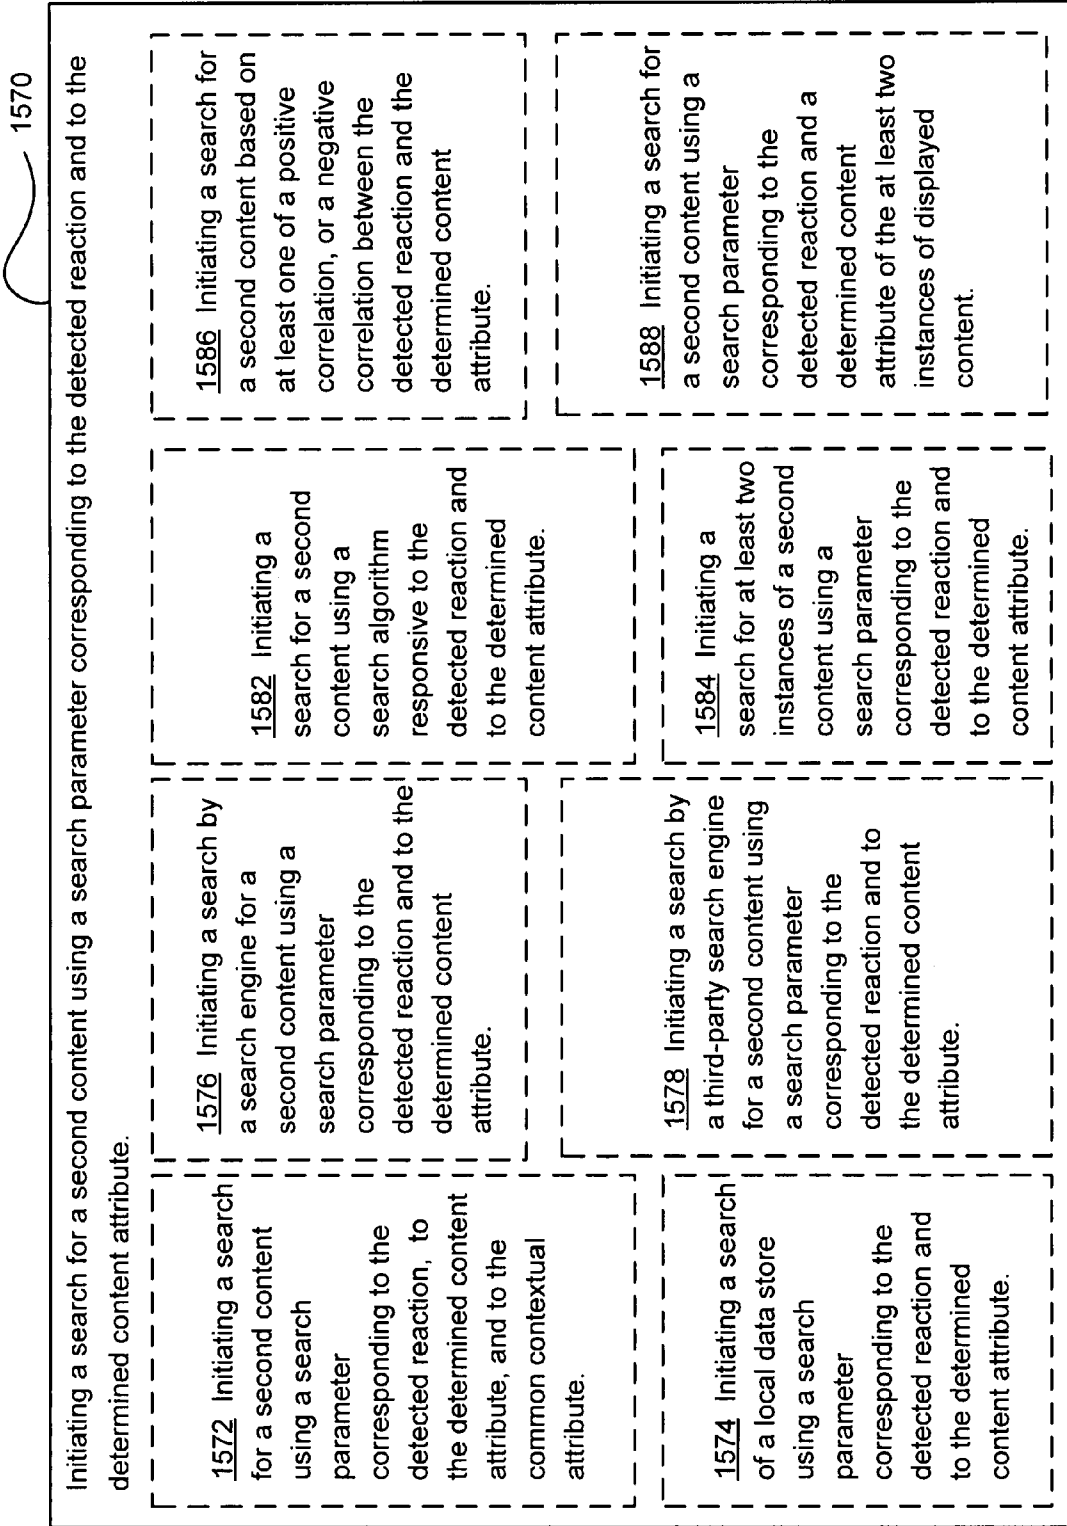 1570
Initiating a search for a second content using a search parameter corresponding to the detected reaction and to the
determined content attribute.
1572 Initiating a search
for a second content
using a search
parameter
corresponding to the
detected reaction, to
the determined content
attribute, and to the
common contextual
attribute.
1574 Initiating a search
of a local data store
using a search
parameter
corresponding to the
detected reaction and
to the determined
content attribute.
1576 Initiating a search by
a search engine for a
second content using a
search parameter
corresponding to the
detected reaction and to the
determined content
attribute.
1578 Initiating a search by
a third-party search engine
for a second content using
a search parameter
corresponding to the
detected reaction and to
the determined content
attribute.
1582 Initiating a
search for a second
content using a
search algorithm
responsive to the
detected reaction and
to the determined
content attribute.
1584 Initiating a
search for at least two
instances of a second
content using a
search parameter
corresponding to the
detected reaction and
to the determined
content attribute.
1586 Initiating a search for
a second content based on
at least one of a positive
correlation, or a negative
correlation between the
detected reaction and the
determined content
attribute.
1588 Initiating a search for
a second content using a
search parameter
corresponding to the
detected reaction and a
determined content
attribute of the at least two
instances of displayed
content.